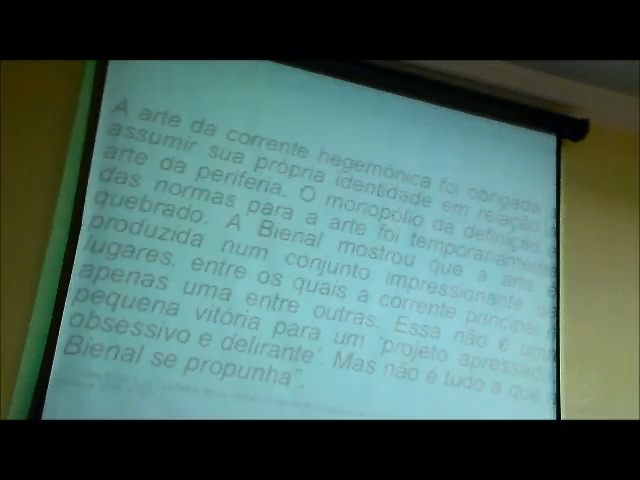 A arte da corrente hegemônica foi obrigada a
assumir sua própria identidade em relação
arte da periferia. O monopólio da definição
das normas para a arte foi temporariamen
quebrado. A Bienal mostrou que a arte é
produzida num conjunto impressionante de
lugares, entre os quais a corrente principal é
apenas uma entre outras. Essa não é um
pequena vitória para um 'projeto apressad
obsessivo e delirante'. Mas não é tudo o que
Bienal se propunha".